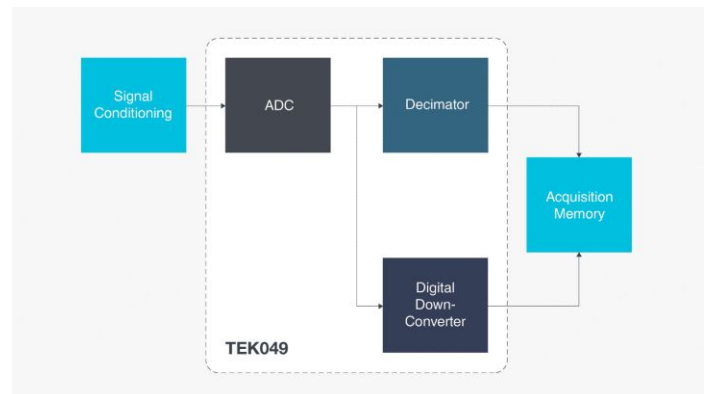 Signal
Conditioning
ADC
Decimator
Acquisition
Memory
Digital
Down-
Converter
TEK049